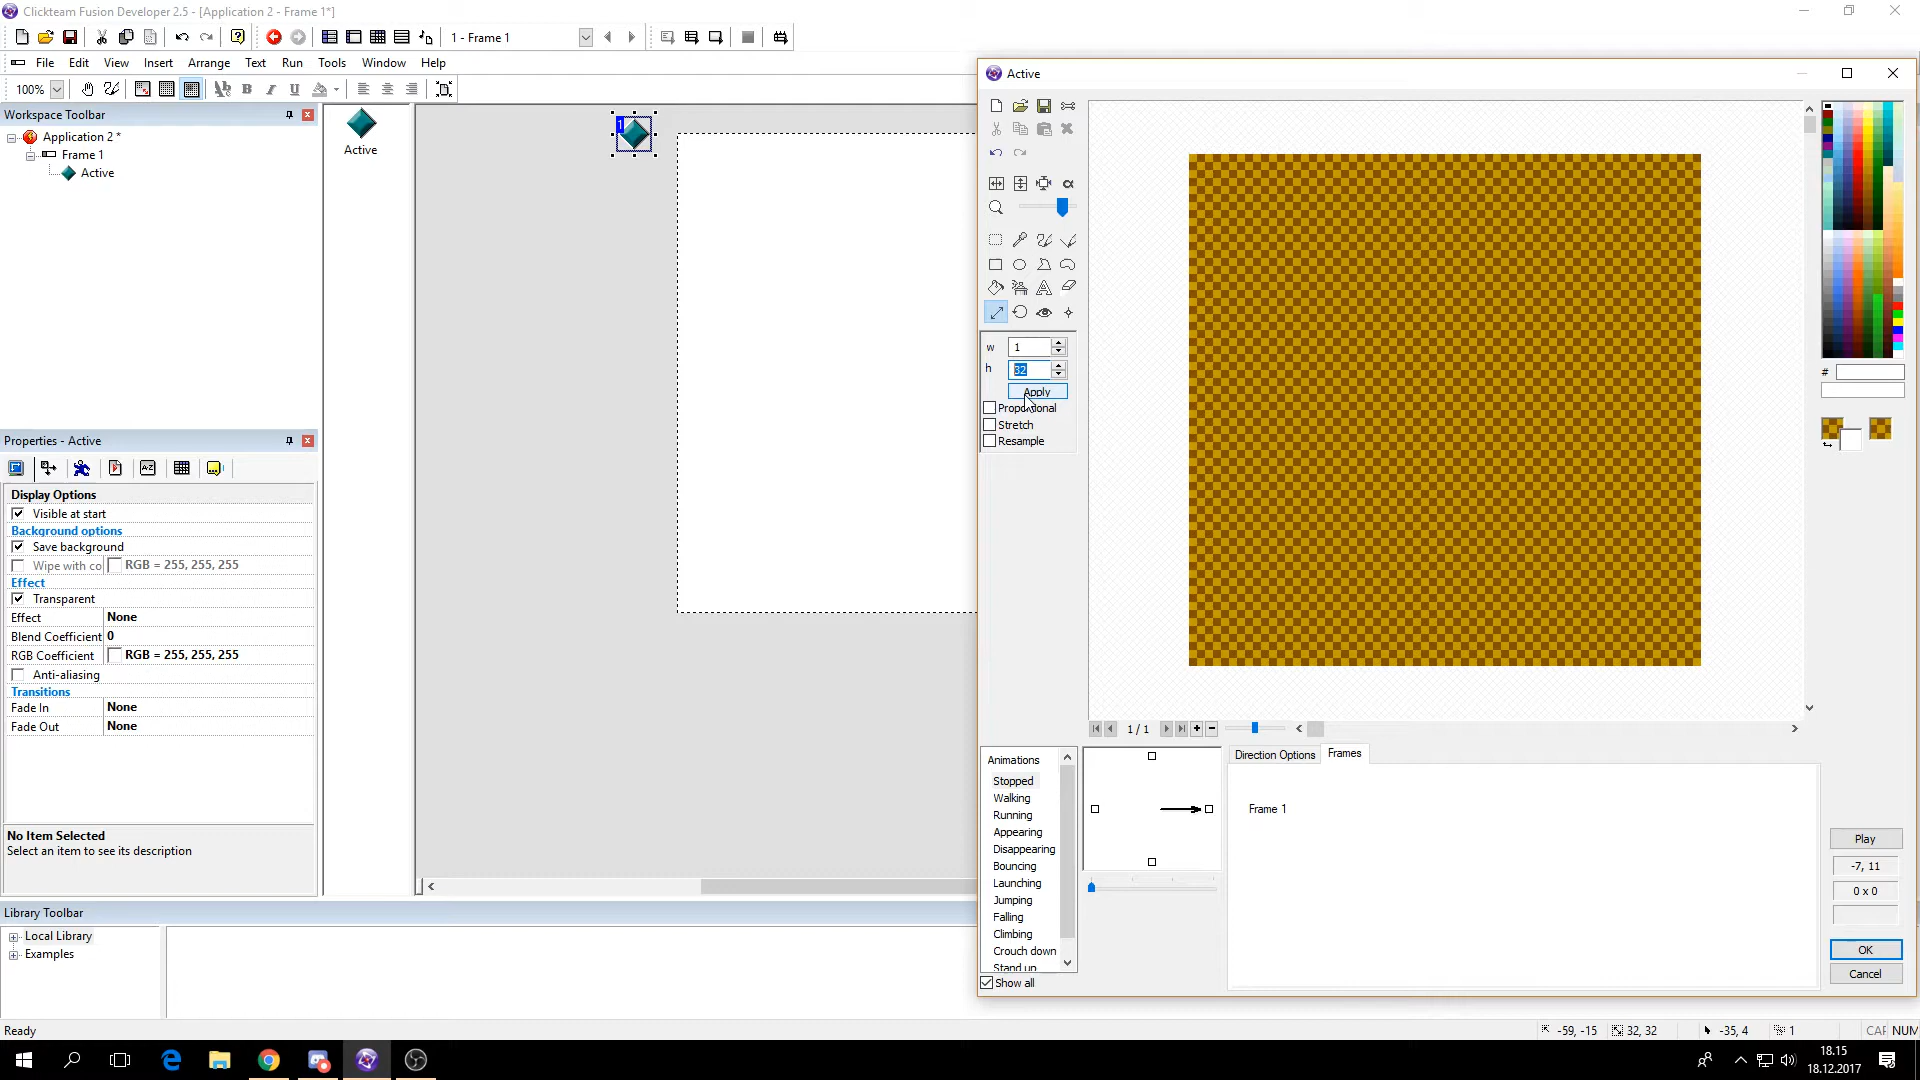 Clickteam Fusion Developer 2.5 - [Application 2 - Frame 1*]
1 - Frame 1
File Edit View Insert Arrange Text Run Tools Window Help
100%
Workspace Toolbar
Application 2 *
Frame 1
Active
Active
1
Properties - Active
Display Options
Visible at start
Background options
Save background
Wipe with co RGB = 255, 255, 255
Effect
Transparent
Effect None
Blend Coefficient 0
RGB Coefficient RGB = 255, 255, 255
Anti-aliasing
Transitions
Fade In None
Fade Out None
No Item Selected
Select an item to see its description
Library Toolbar
Local Library
Examples
Ready
Active
w 1
h 32
Apply
Proportional
Stretch
Resample
#
1 / 1
Animations
Stopped
Walking
Running
Appearing
Disappearing
Bouncing
Launching
Jumping
Falling
Climbing
Crouch down
Stand up
Show all
Direction Options Frames
Frame 1
Play
-7, 11
0 x 0
OK
Cancel
-59, -15 32, 32 -35, 4 1 CAP NUM
18.15
18.12.2017